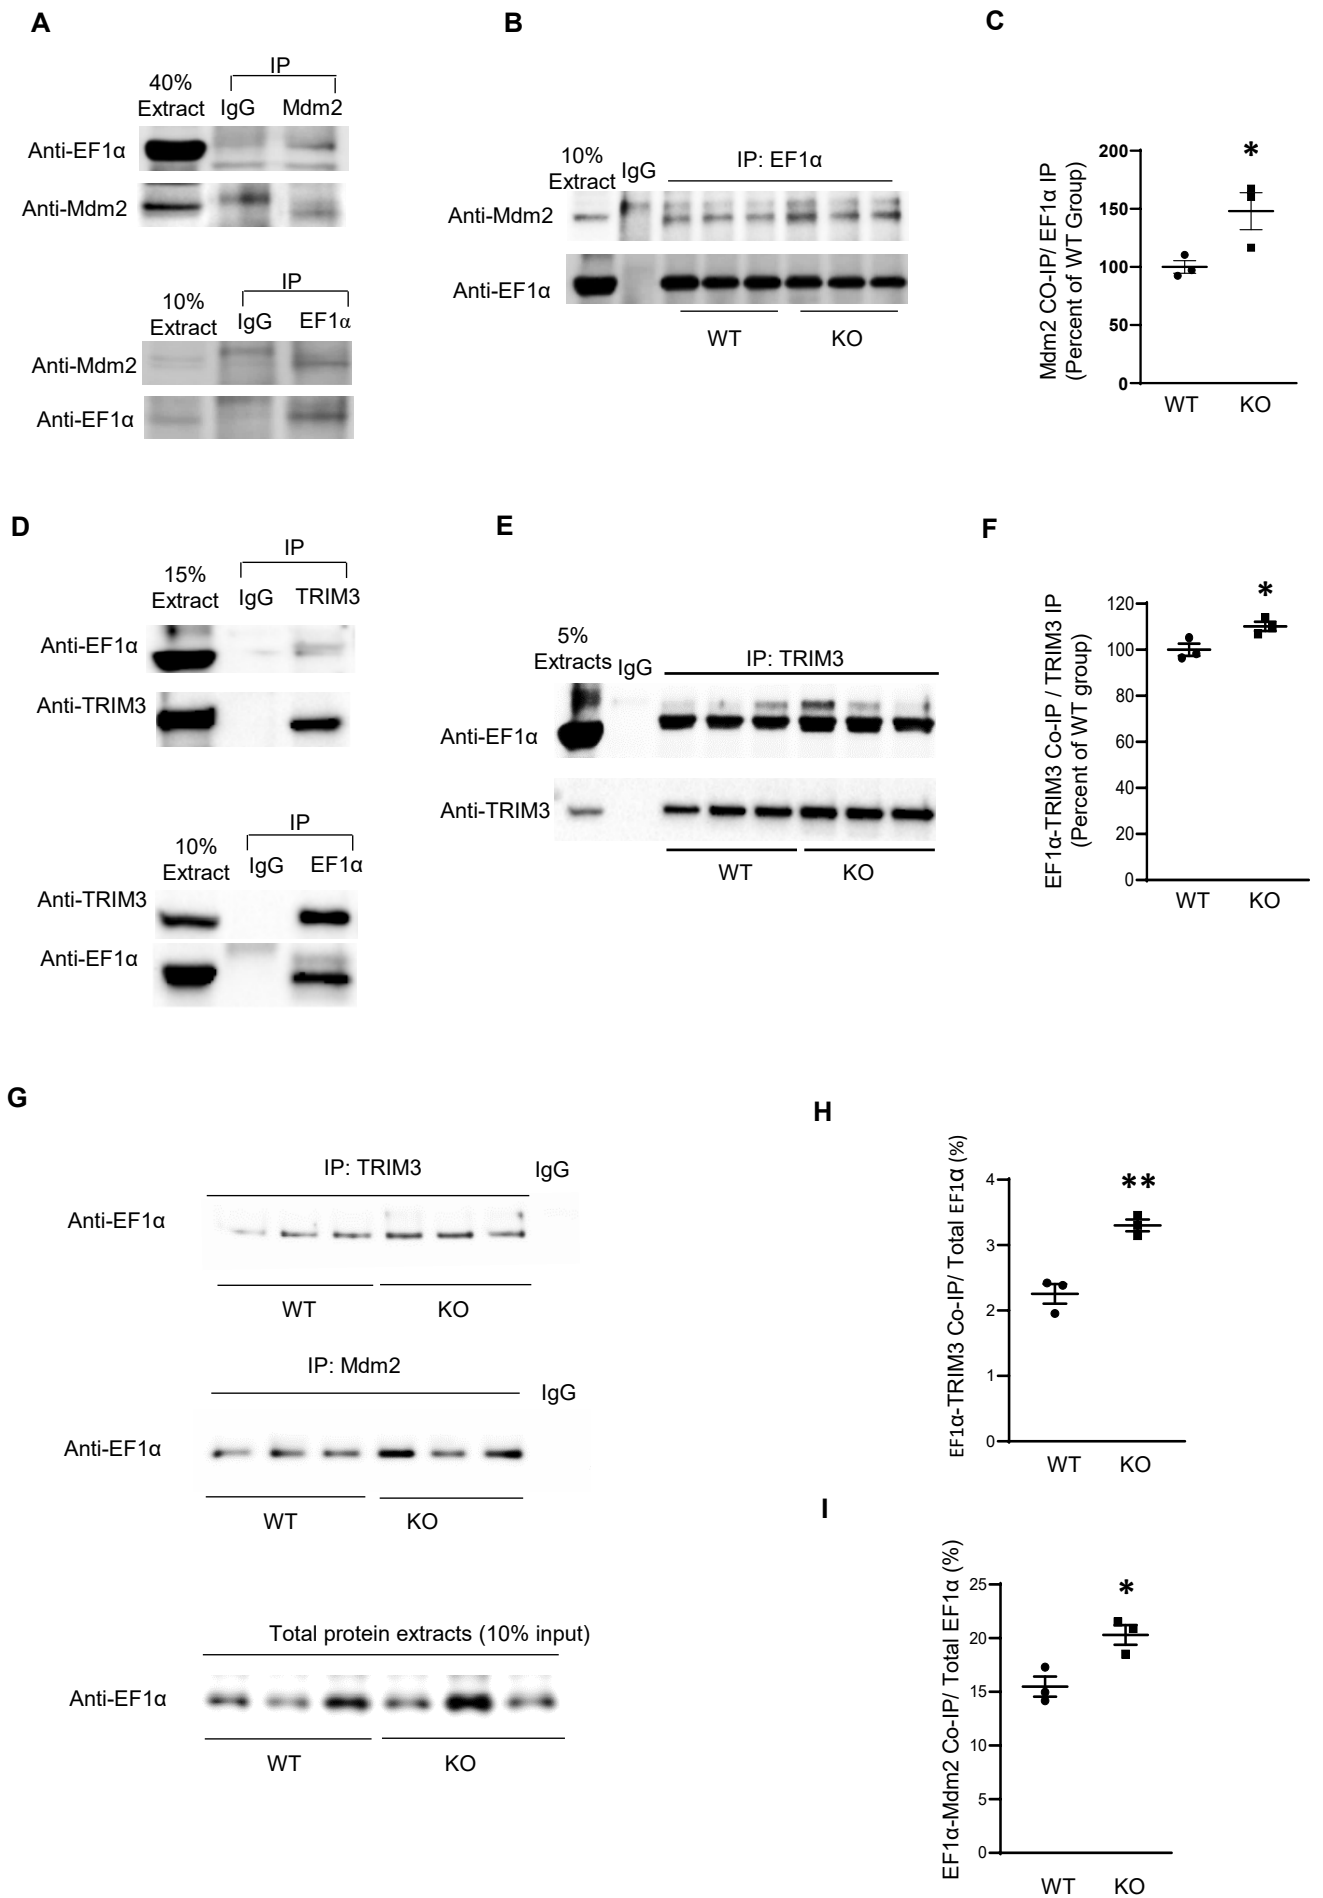 A
IP
40%
Extract IgG Mdm2
Anti-EF1α
Anti-Mdm2
IP
10%
Extract IgG EF1α
Anti-Mdm2
Anti-EF1α
B
10%
Extract IgG IP: EF1α
Anti-Mdm2
Anti-EF1α
WT KO
C
Mdm2 CO-IP/ EF1α IP
(Percent of WT Group)
200
150
100
50
0
*
WT KO
D
IP
15%
Extract IgG TRIM3
Anti-EF1α
Anti-TRIM3
IP
10%
Extract IgG EF1α
Anti-TRIM3
Anti-EF1α
E
5%
Extracts IgG IP: TRIM3
Anti-EF1α
Anti-TRIM3
WT KO
F
EF1α-TRIM3 Co-IP / TRIM3 IP
(Percent of WT group)
120
100
80
60
40
20
0
*
WT KO
G
IP: TRIM3 IgG
Anti-EF1α
WT KO
IP: Mdm2
IgG
Anti-EF1α
WT KO
Total protein extracts (10% input)
Anti-EF1α
WT KO
H
EF1α-TRIM3 Co-IP/ Total EF1α (%)
4
3
2
1
0
**
WT KO
I
EF1α-Mdm2 Co-IP/ Total EF1α (%)
25
20
15
10
5
0
*
WT KO